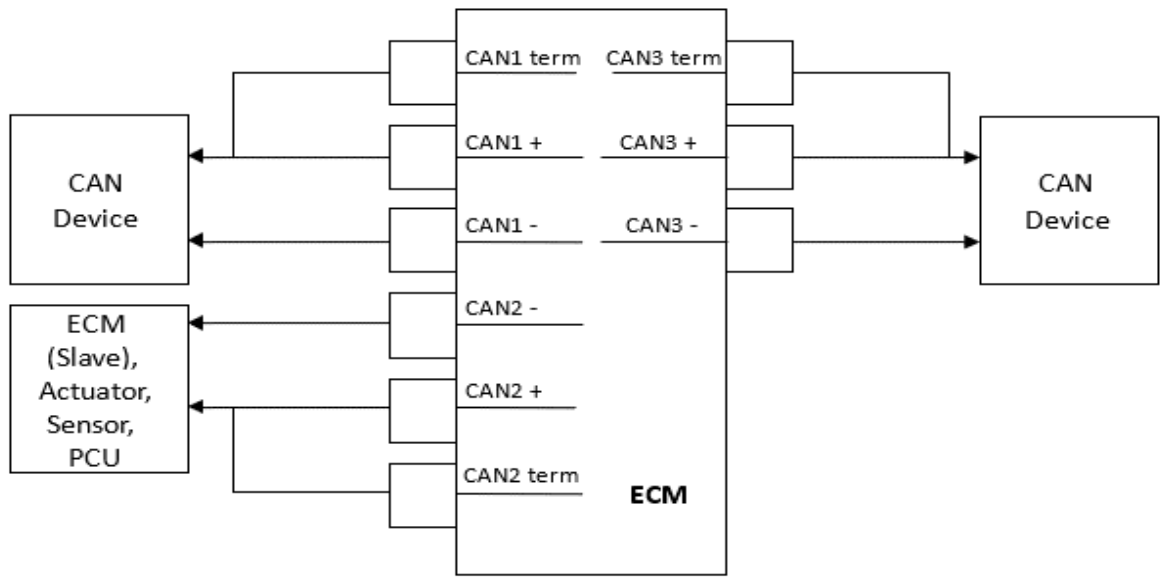 CAN1 term
CAN3 term
CAN1 +
CAN3 +
CAN
Device
CAN
Device
CAN1 -
CAN3 -
CAN2 -
ECM
(Slave),
Actuator,
Sensor,
PCU
CAN2 +
CAN2 term
ECM